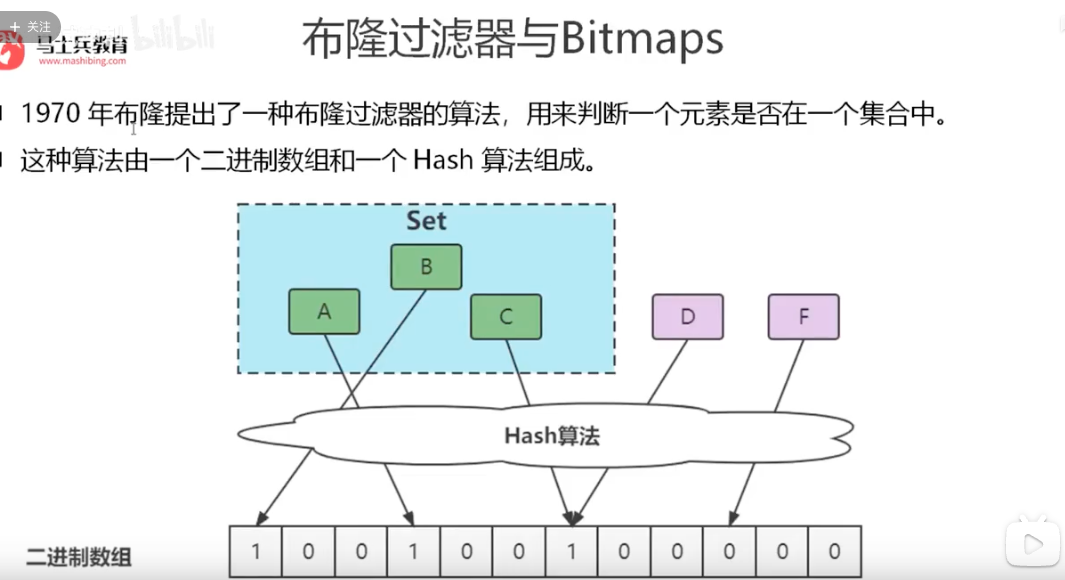 + 关注
马士兵教育
bilibili
www.mashibing.com
布隆过滤器与Bitmaps
1970 年布隆提出了一种布隆过滤器的算法，用来判断一个元素是否在一个集合中。
这种算法由一个二进制数组和一个 Hash 算法组成。
Set
B
A
C
D
F
Hash算法
二进制数组
1 0 0 1 0 0 1 0 0 0 0 0